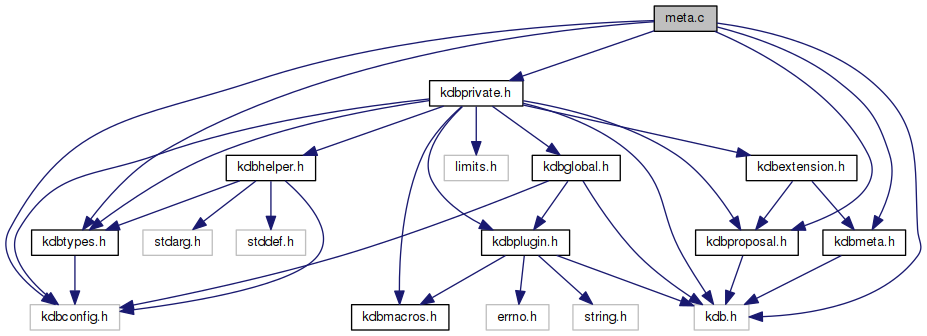 meta.c
kdbprivate.h
kdbhelper.h
limits.h
kdbglobal.h
kdbextension.h
kdbtypes.h
stdarg.h
stddef.h
kdbplugin.h
kdbproposal.h
kdbmeta.h
kdbconfig.h
kdbmacros.h
errno.h
string.h
kdb.h